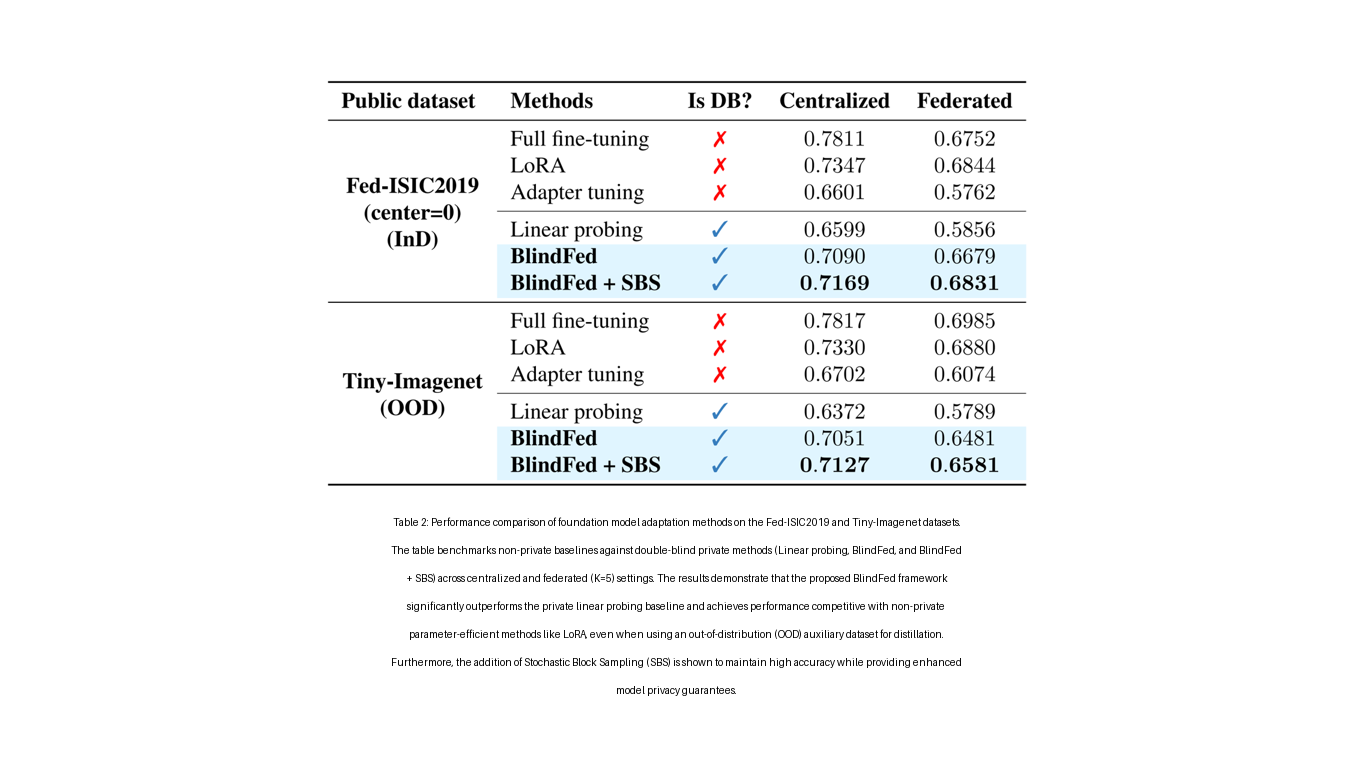 Public dataset Methods Is DB? Centralized Federated
Full fine-tuning ✗ 0.7811 0.6752
LoRA ✗ 0.7347 0.6844
Adapter tuning ✗ 0.6601 0.5762
Fed-ISIC2019
(center=0)
(InD)
Linear probing ✓ 0.6599 0.5856
BlindFed ✓ 0.7090 0.6679
BlindFed + SBS ✓ 0.7169 0.6831
Full fine-tuning ✗ 0.7817 0.6985
LoRA ✗ 0.7330 0.6880
Adapter tuning ✗ 0.6702 0.6074
Tiny-Imagenet
(OOD)
Linear probing ✓ 0.6372 0.5789
BlindFed ✓ 0.7051 0.6481
BlindFed + SBS ✓ 0.7127 0.6581
Table 2: Performance comparison of foundation model adaptation methods on the Fed-ISIC2019 and Tiny-Imagenet datasets.
The table benchmarks non-private baselines against double-blind private methods (Linear probing, BlindFed, and BlindFed
+ SBS) across centralized and federated (K=5) settings. The results demonstrate that the proposed BlindFed framework
significantly outperforms the private linear probing baseline and achieves performance competitive with non-private
parameter-efficient methods like LoRA, even when using an out-of-distribution (OOD) auxiliary dataset for distillation.
Furthermore, the addition of Stochastic Block Sampling (SBS) is shown to maintain high accuracy while providing enhanced
model privacy guarantees.